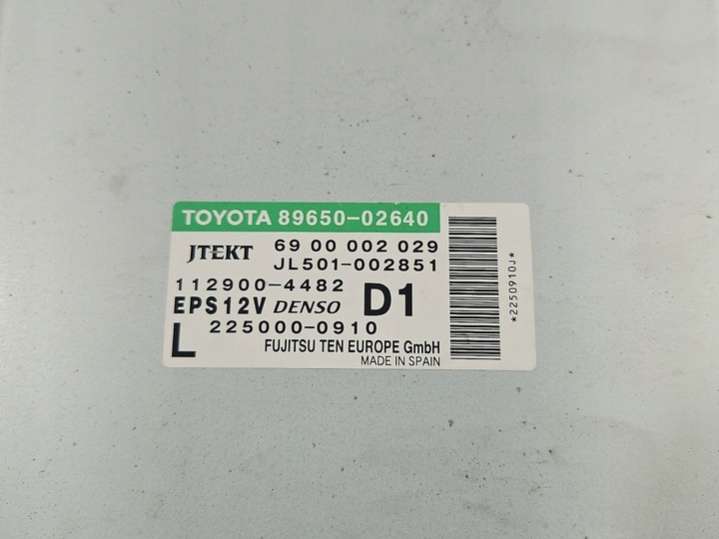 TOYOTA 89650-02640
JTEKT 69 00 002 029
JL501-002851
112900-4482
EPS12V DENSO D1
L 225000-0910
FUJITSU TEN EUROPE GmbH
MADE IN SPAIN
*2250910J*